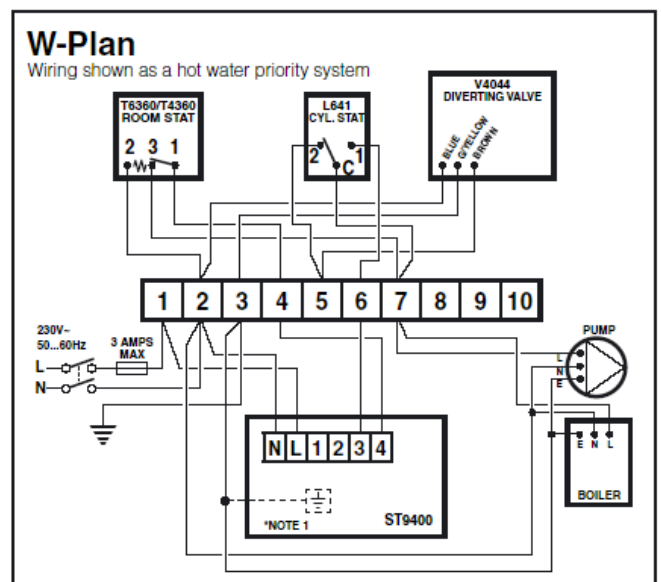 W-Plan
Wiring shown as a hot water priority system
T6360/T4360
ROOM STAT
2 3 1
L641
CYL. STAT
2 1
C
V4044
DIVERTING VALVE
BLUE
G/YELLOW
BROWN
1 2 3 4 5 6 7 8 9 10
230V~
50...60Hz
3 AMPS
MAX
L
N
PUMP
L
N
E
N L 1 2 3 4
E N L
BOILER
*NOTE 1
ST9400